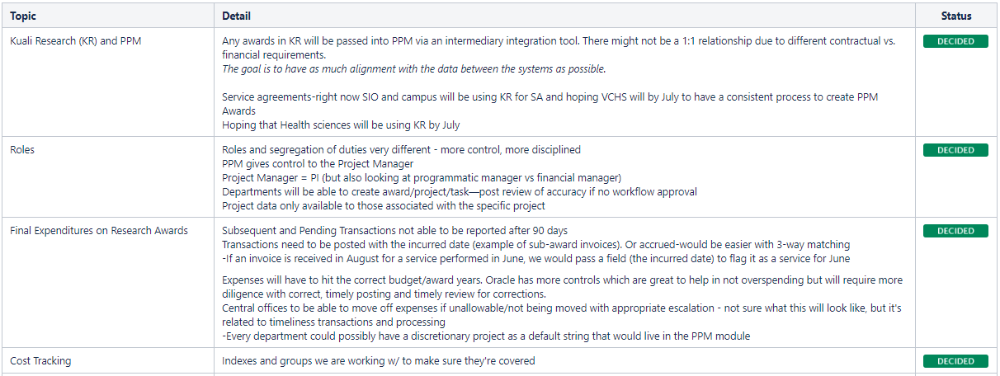 Topic Detail Status
Kuali Research (KR) and PPM
Any awards in KR will be passed into PPM via an intermediary integration tool. There might not be a 1:1 relationship due to different contractual vs.
financial requirements.
The goal is to have as much alignment with the data between the systems as possible.
Service agreements-right now SIO and campus will be using KR for SA and hoping VCHS will by July to have a consistent process to create PPM
Awards
Hoping that Health sciences will be using KR by July
DECIDED
Roles
Roles and segregation of duties very different - more control, more disciplined
PPM gives control to the Project Manager
Project Manager = PI (but also looking at programmatic manager vs financial manager)
Departments will be able to create award/project/task—post review of accuracy if no workflow approval
Project data only available to those associated with the specific project
DECIDED
Final Expenditures on Research Awards
Subsequent and Pending Transactions not able to be reported after 90 days
Transactions need to be posted with the incurred date (example of sub-award invoices). Or accrued-would be easier with 3-way matching
-If an invoice is received in August for a service performed in June, we would pass a field (the incurred date) to flag it as a service for June
Expenses will have to hit the correct budget/award years. Oracle has more controls which are great to help in not overspending but will require more
diligence with correct, timely posting and timely review for corrections.
Central offices to be able to move off expenses if unallowable/not being moved with appropriate escalation - not sure what this will look like, but it's
related to timeliness transactions and processing
-Every department could possibly have a discretionary project as a default string that would live in the PPM module
DECIDED
Cost Tracking
Indexes and groups we are working w/ to make sure they're covered
DECIDED